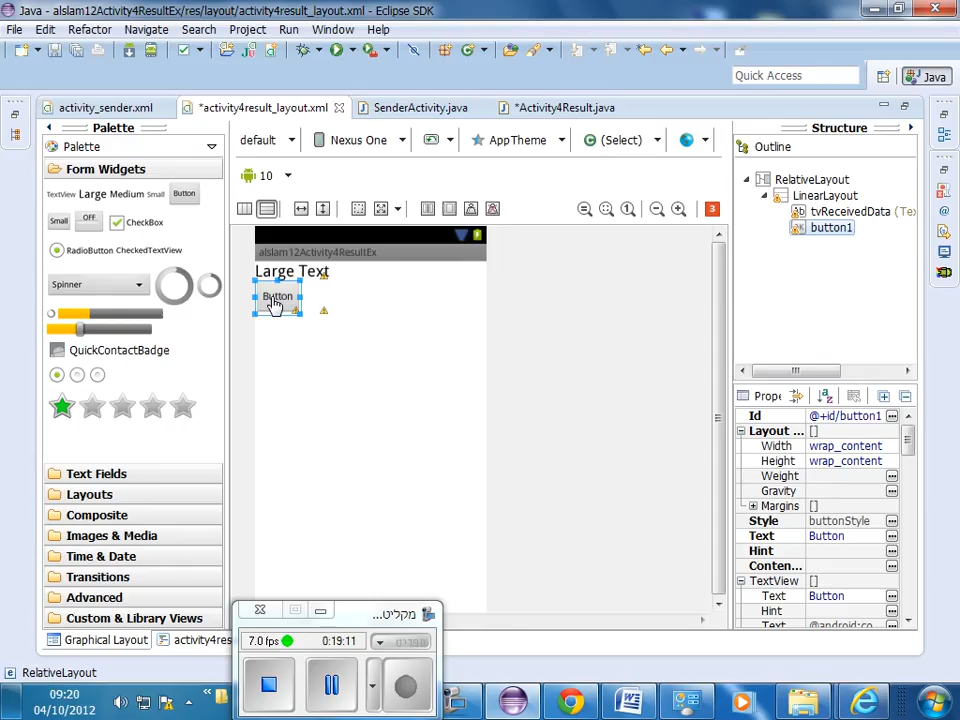 Java - alslam12Activity4ResultEx/res/layout/activity4result_layout.xml - Eclipse SDK
File Edit Refactor Navigate Search Project Run Window Help
Quick Access
Java
activity_sender.xml
*activity4result_layout.xml
SenderActivity.java
*Activity4Result.java
Palette
Palette
Form Widgets
TextView Large Medium Small Button
Small OFF CheckBox
RadioButton CheckedTextView
Spinner
QuickContactBadge
Text Fields
Layouts
Composite
Images & Media
Time & Date
Transitions
Advanced
Custom & Library Views
Graphical Layout
RelativeLayout
default Nexus One AppTheme (Select)
10
3
alslam12Activity4ResultEx
Large Text
Button
Structure
Outline
RelativeLayout
LinearLayout
tvReceivedData (Te
button1
Id @+id/button1
Layout ... []
Width wrap_content
Height wrap_content
Weight
Gravity
Margins []
Style buttonStyle
Text Button
Hint
Conten...
TextView []
Text Button
Hint
מקליט...
7.0 fps 0:19:11
09:20
04/10/2012